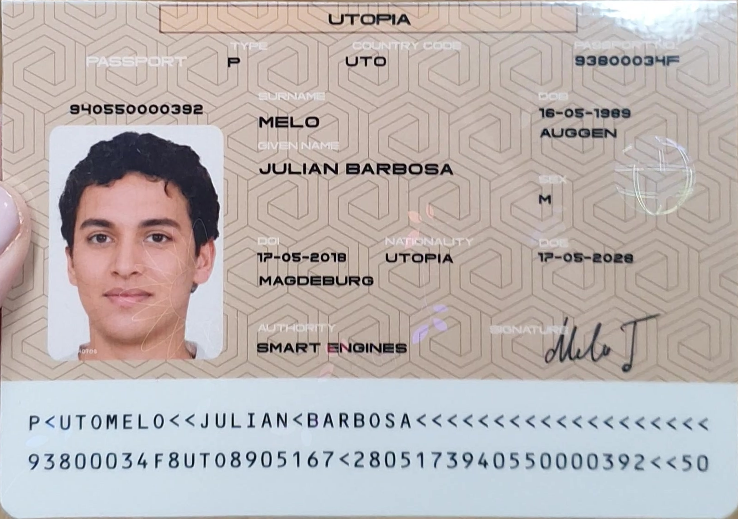 UTOPIA
TYPE COUNTRY CODE PASSPORT NO.
PASSPORT P UTO 93800034F
940550000392
SURNAME DOB
MELO 16-05-1989
AUGGEN
GIVEN NAME
JULIAN BARBOSA
SEX
M
DOI NATIONALITY DOE
17-05-2018 UTOPIA 17-05-2028
MAGDEBURG
AUTHORITY SIGNATURE
SMART ENGINES Melo J
P<UTOMELO<<JULIAN<BARBOSA<<<<<<<<<<<<<<<<<<<
93800034F8UTO8905167<2805173940550000392<<50